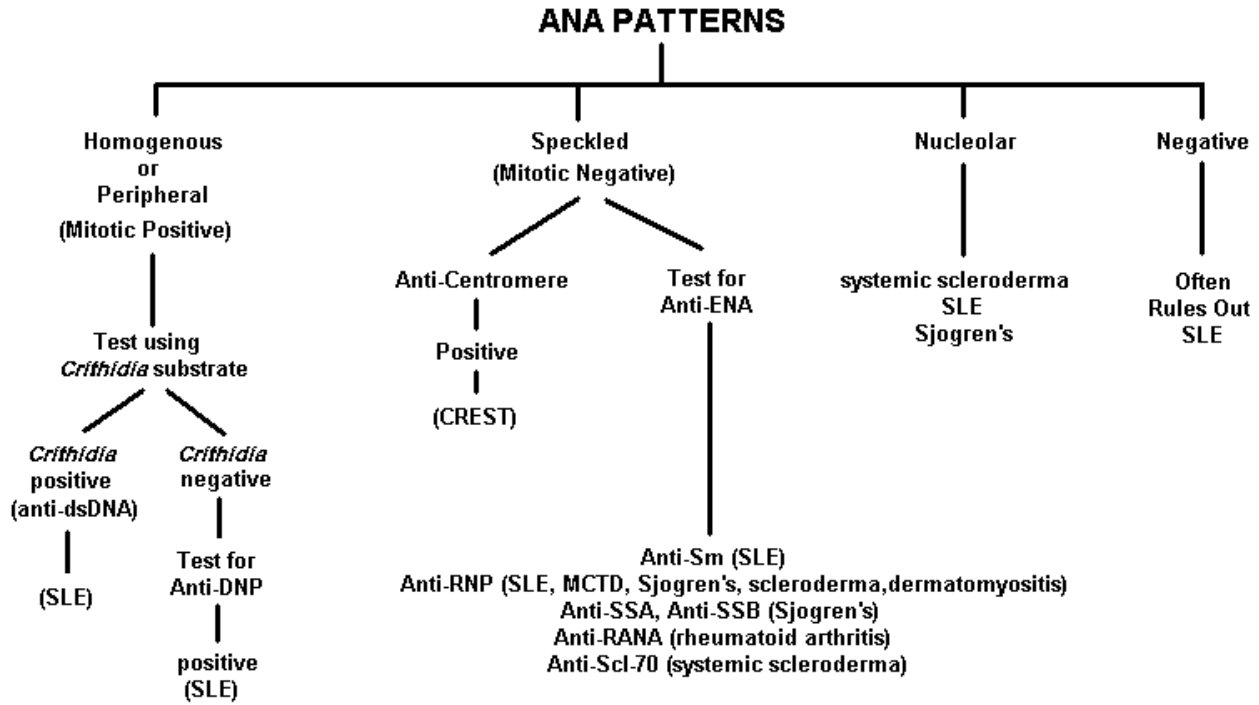 ANA PATTERNS
Homogenous
or
Peripheral
(Mitotic Positive)
Test using
Crithidia substrate
Crithidia
positive
(anti-dsDNA)
(SLE)
Crithidia
negative
Test for
Anti-DNP
positive
(SLE)
Speckled
(Mitotic Negative)
Anti-Centromere
Positive
(CREST)
Test for
Anti-ENA
Anti-Sm (SLE)
Anti-RNP (SLE, MCTD, Sjogren's, scleroderma,dermatomyositis)
Anti-SSA, Anti-SSB (Sjogren's)
Anti-RANA (rheumatoid arthritis)
Anti-Scl-70 (systemic scleroderma)
Nucleolar
systemic scleroderma
SLE
Sjogren's
Negative
Often
Rules Out
SLE